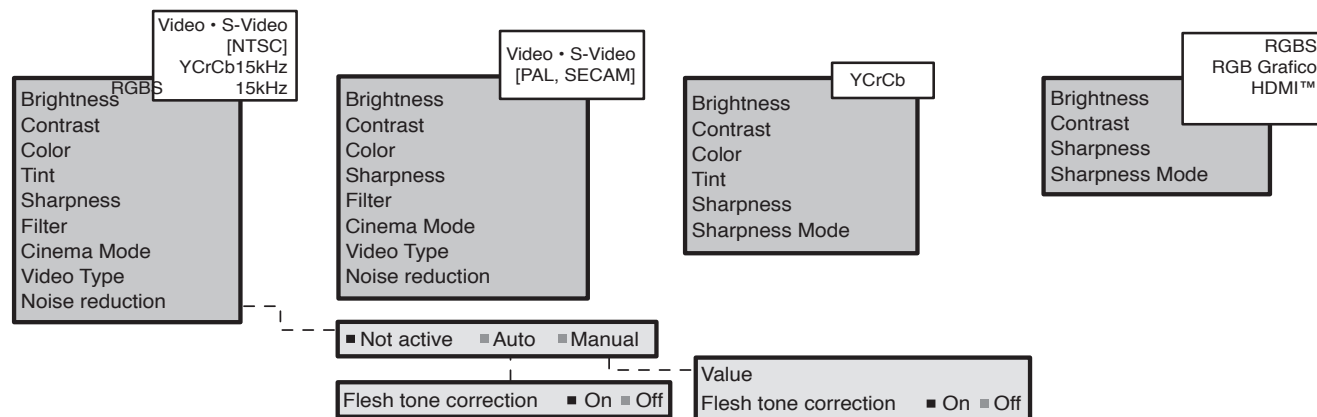 Video • S-Video
[NTSC]
YCrCb15kHz
RGBS 15kHz
Brightness
Contrast
Color
Tint
Sharpness
Filter
Cinema Mode
Video Type
Noise reduction
Video • S-Video
[PAL, SECAM]
Brightness
Contrast
Color
Sharpness
Filter
Cinema Mode
Video Type
Noise reduction
YCrCb
Brightness
Contrast
Color
Tint
Sharpness
Sharpness Mode
RGBS
RGB Grafico
HDMI™
Brightness
Contrast
Sharpness
Sharpness Mode
Not active Auto Manual
Flesh tone correction On Off
Value
Flesh tone correction On Off